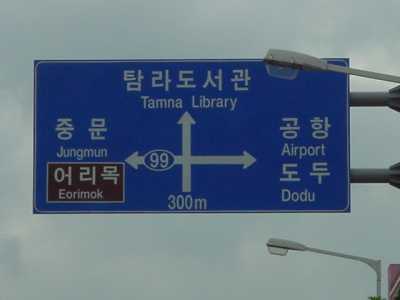 탐라도서관
Tamna Library
중문
Jungmun
어리목
Eorimok
99
공항
Airport
도두
Dodu
300m